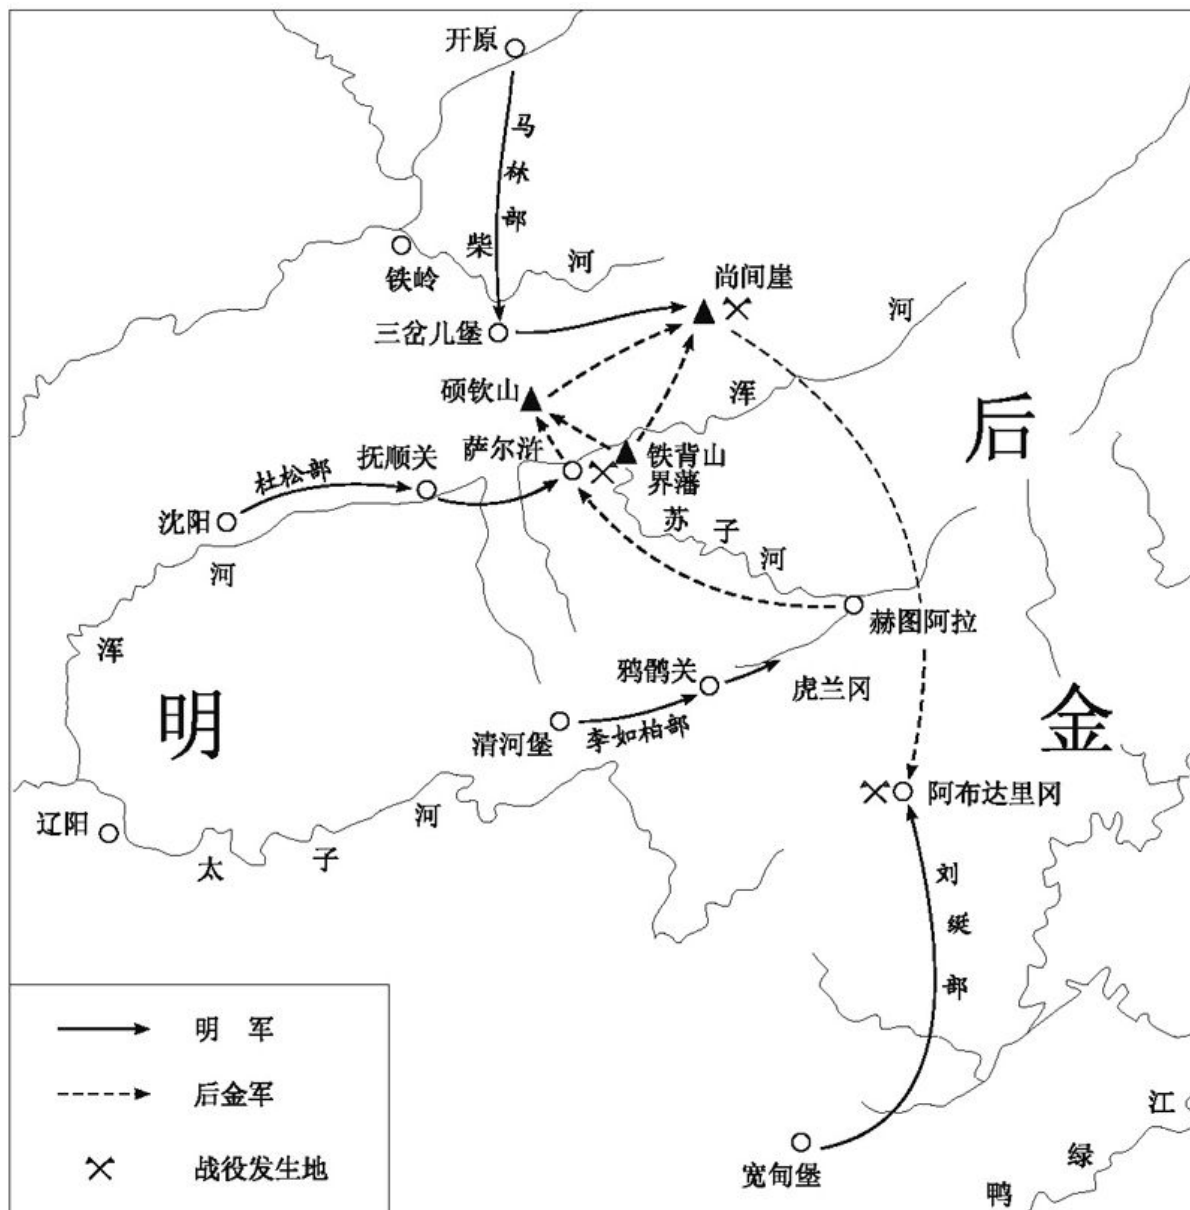 开原
马林部
柴河
铁岭
尚间崖
三岔儿堡
河
硕钦山
浑
后
萨尔浒
铁背山
界藩
抚顺关
杜松部
沈阳
苏子河
河
赫图阿拉
浑
鸦鹘关
虎兰冈
明
金
清河堡
李如柏部
阿布达里冈
辽阳
太子河
刘綎部
明 军
后金军
战役发生地
宽甸堡
江
绿
鸭